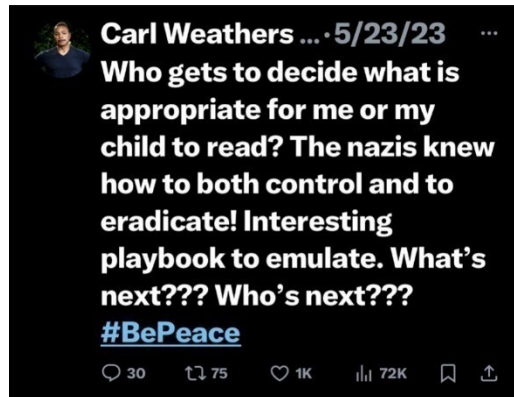 Carl Weathers ... · 5/23/23 ...
Who gets to decide what is
appropriate for me or my
child to read? The nazis knew
how to both control and to
eradicate! Interesting
playbook to emulate. What’s
next??? Who’s next???
#BePeace
30 75 1K 72K